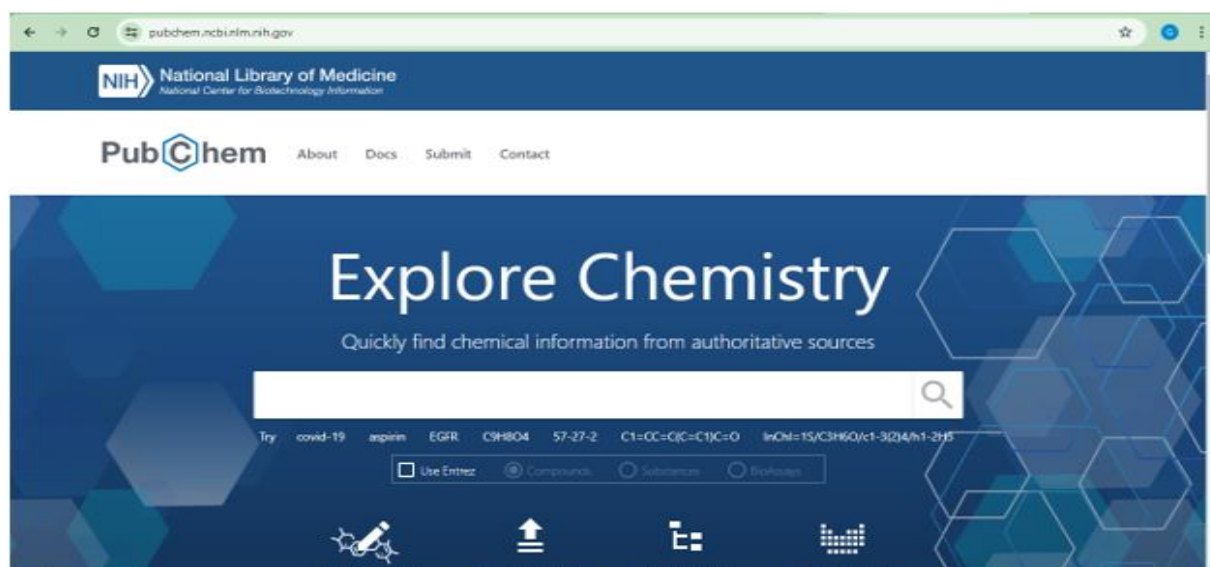 pubchem.ncbi.nlm.nih.gov
NIH National Library of Medicine
National Center for Biotechnology Information
PubChem About Docs Submit Contact
Explore Chemistry
Quickly find chemical information from authoritative sources
Try covid-19 aspirin EGFR C9H8O4 57-27-2 C1=CC=C(C=C1)C=O InChI=1S/C3H6O/c1-3(2)4/h1-2H3
Use Entrez Compounds Substances BioAssays